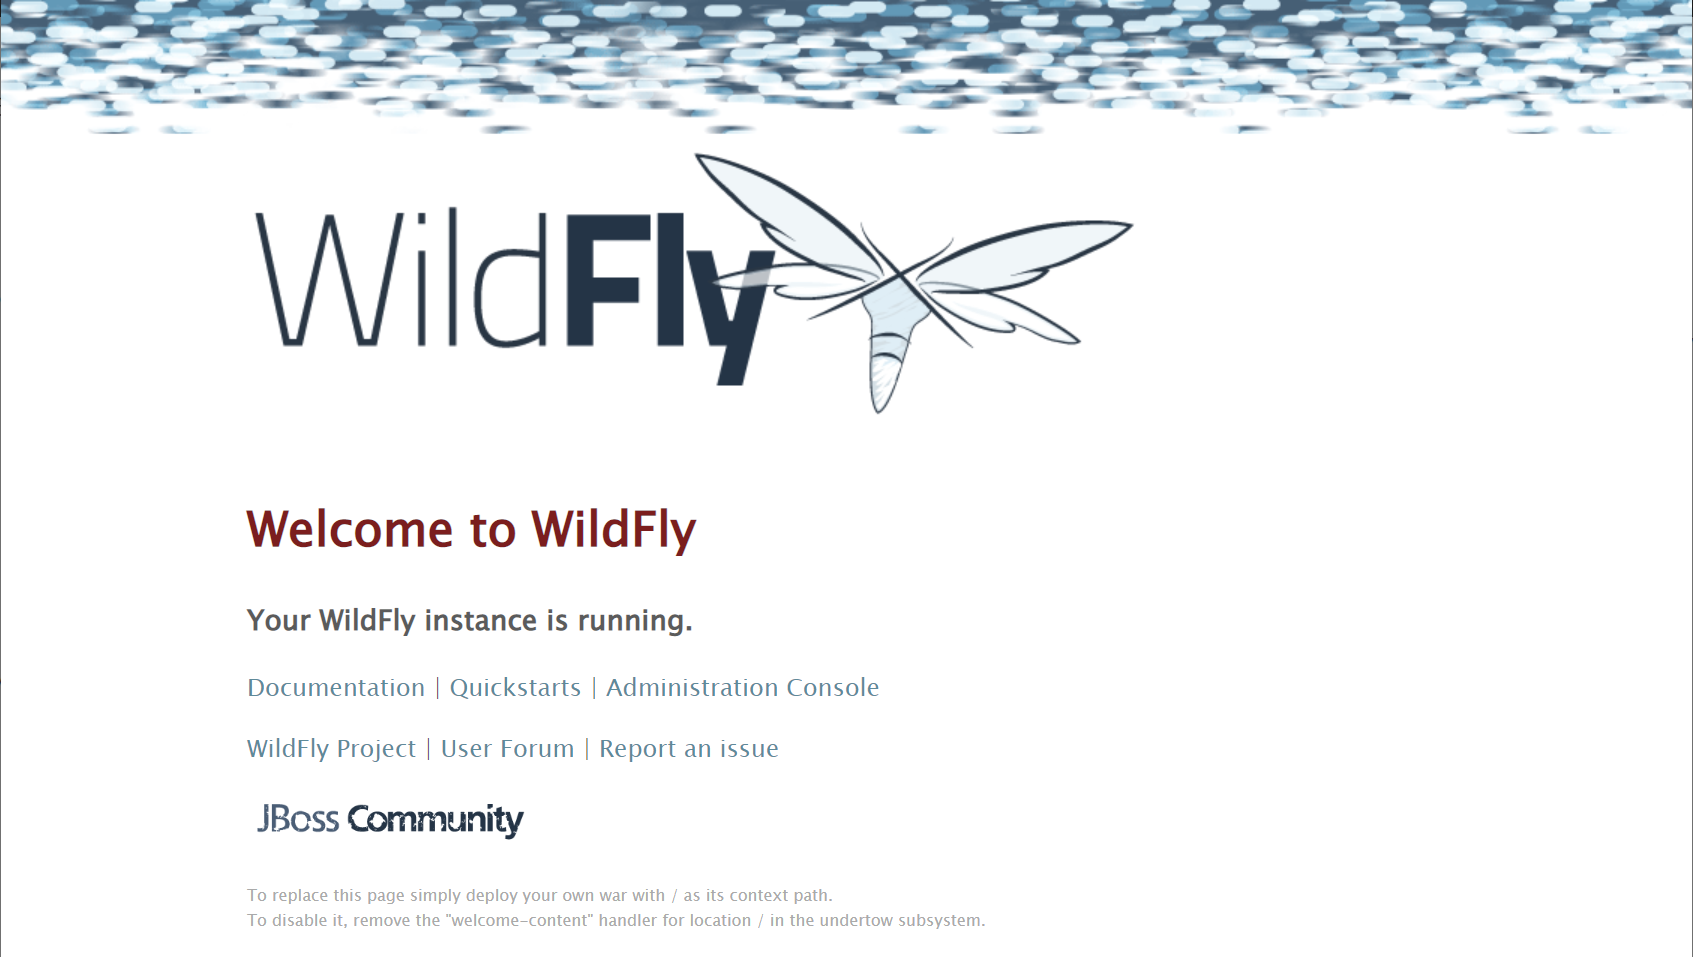 WildFly
Welcome to WildFly
Your WildFly instance is running.
Documentation | Quickstarts | Administration Console
WildFly Project | User Forum | Report an issue
JBoss Community
To replace this page simply deploy your own war with / as its context path.
To disable it, remove the "welcome-content" handler for location / in the undertow subsystem.